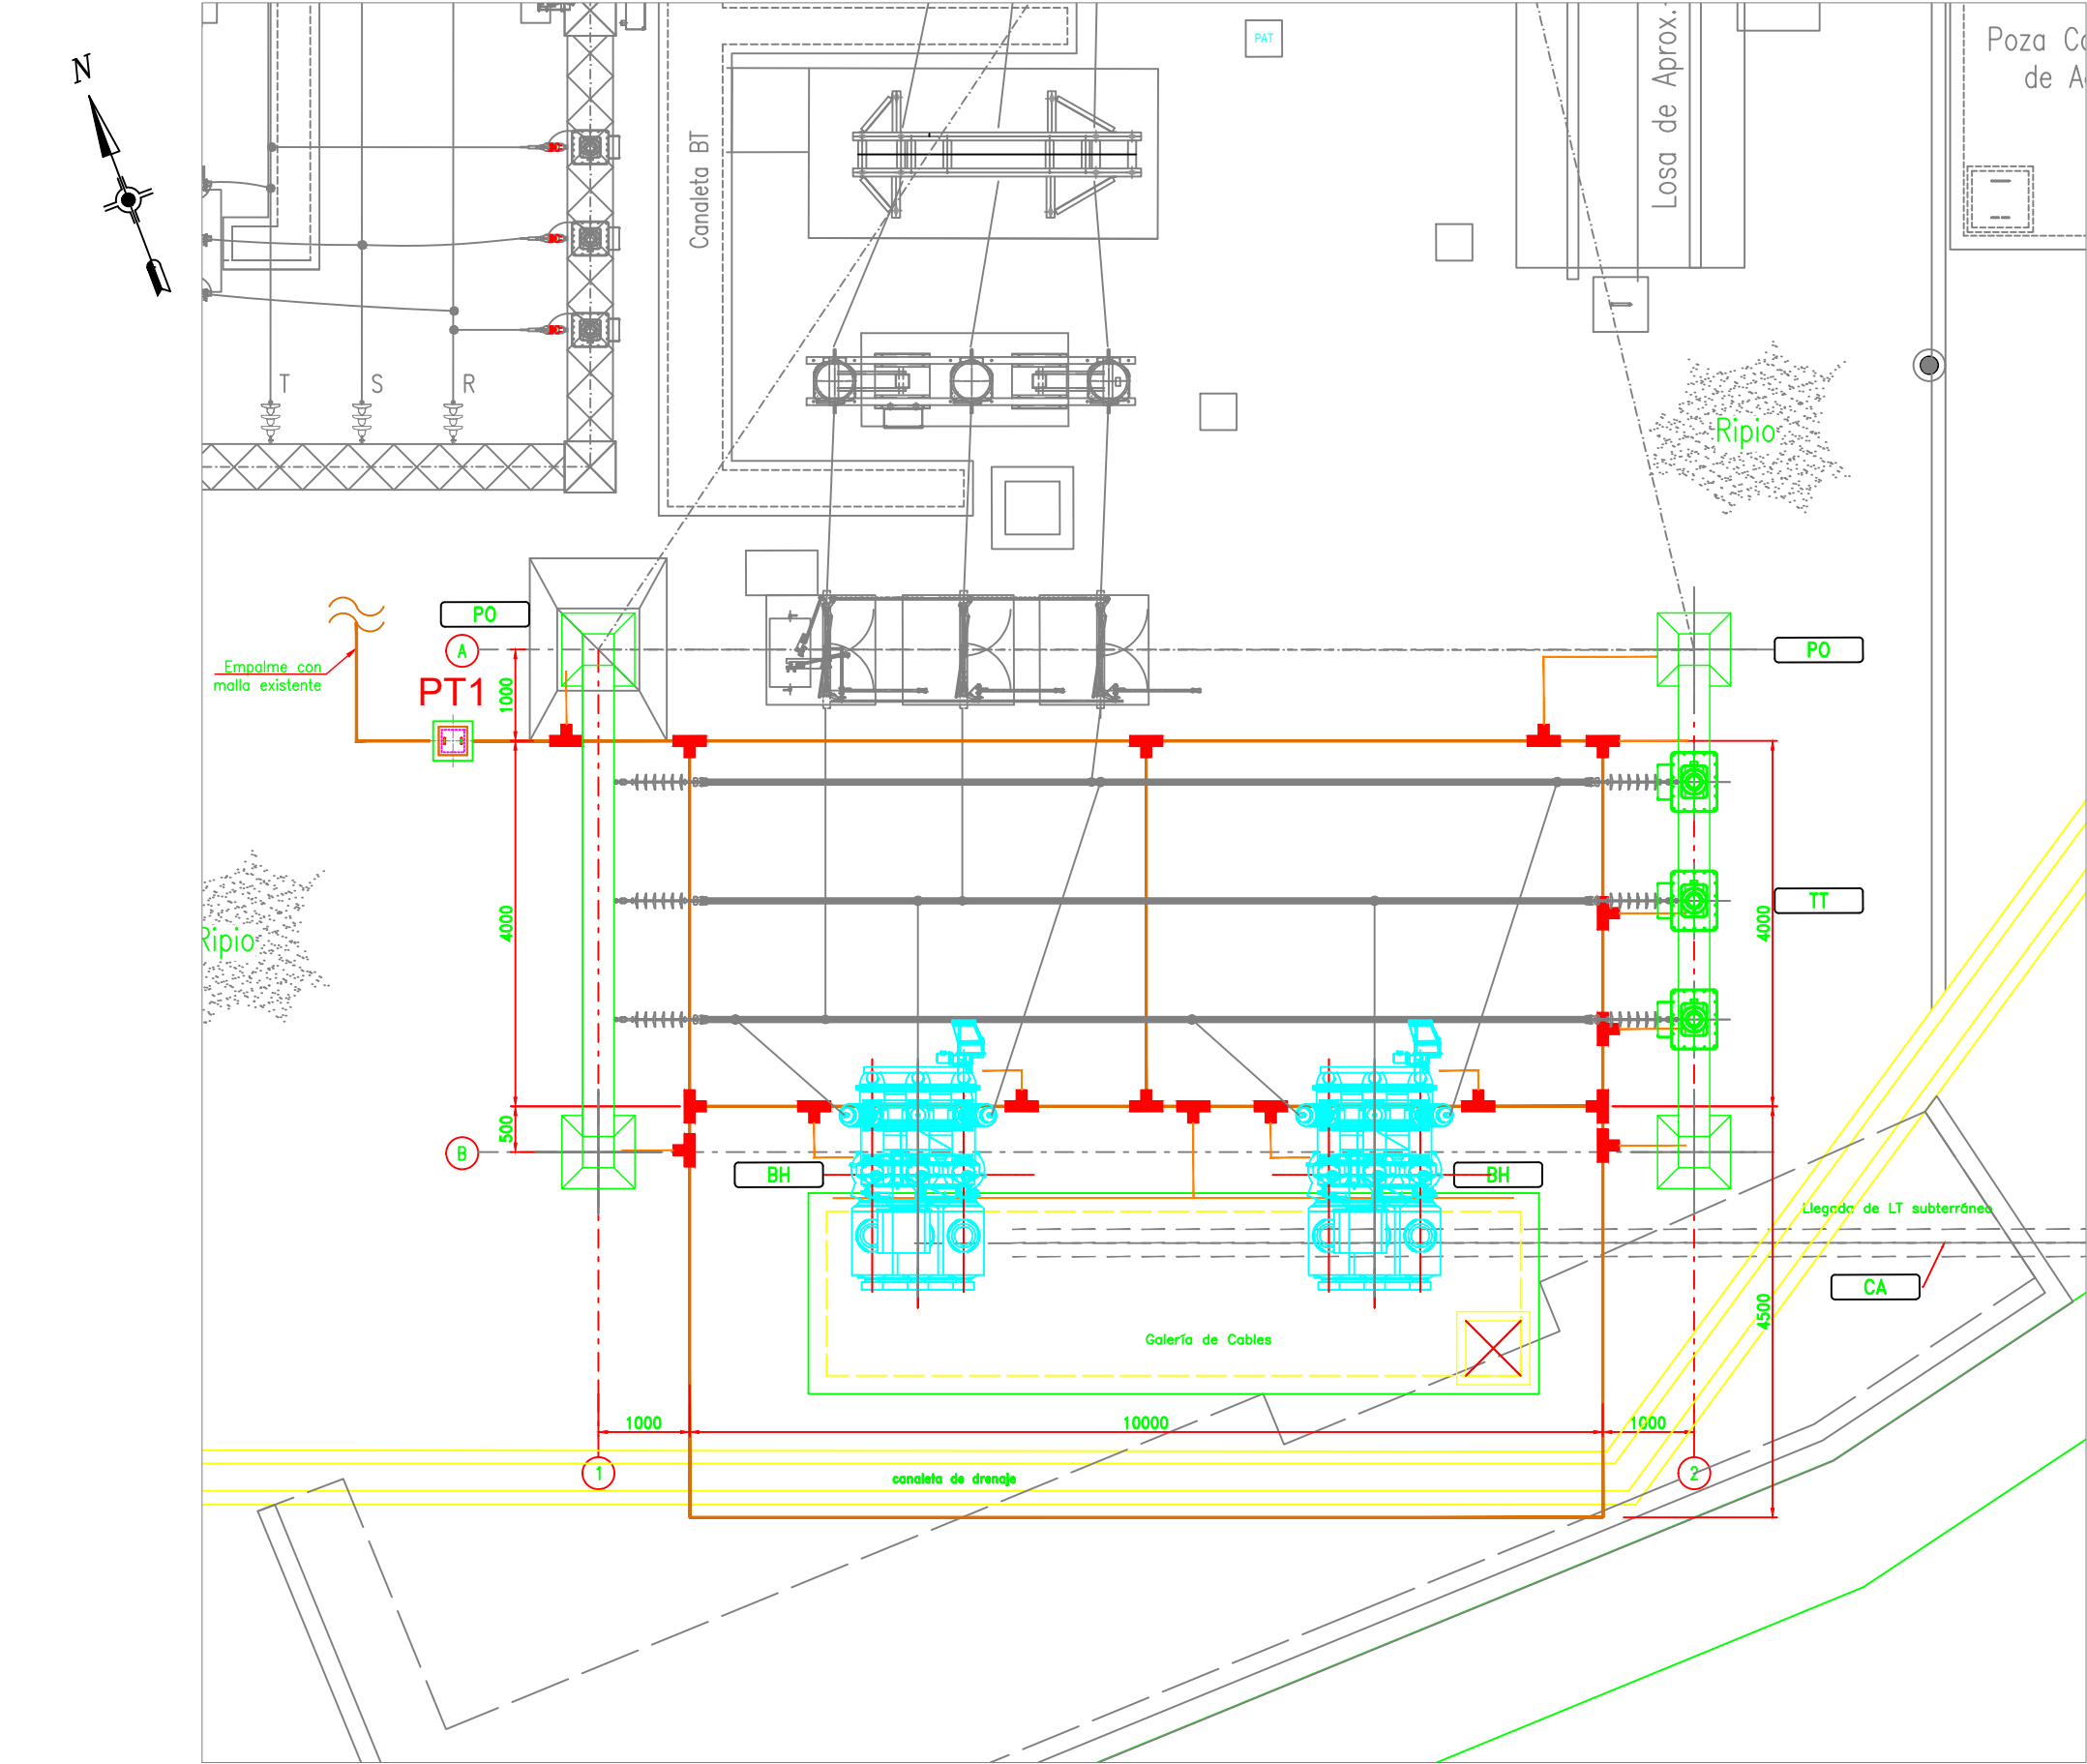 N
PAT
Losa de Aprox.
Poza
de
Canaleta BT
T
S
R
Ripio
PO
A
PO
Empalme con
malla existente
PT1
1000
4000
TT
4000
Ripio
500
B
BH
BH
Llegada de LT subterránea
CA
4500
Galería de Cables
1000
10000
1000
1
canaleta de drenaje
2